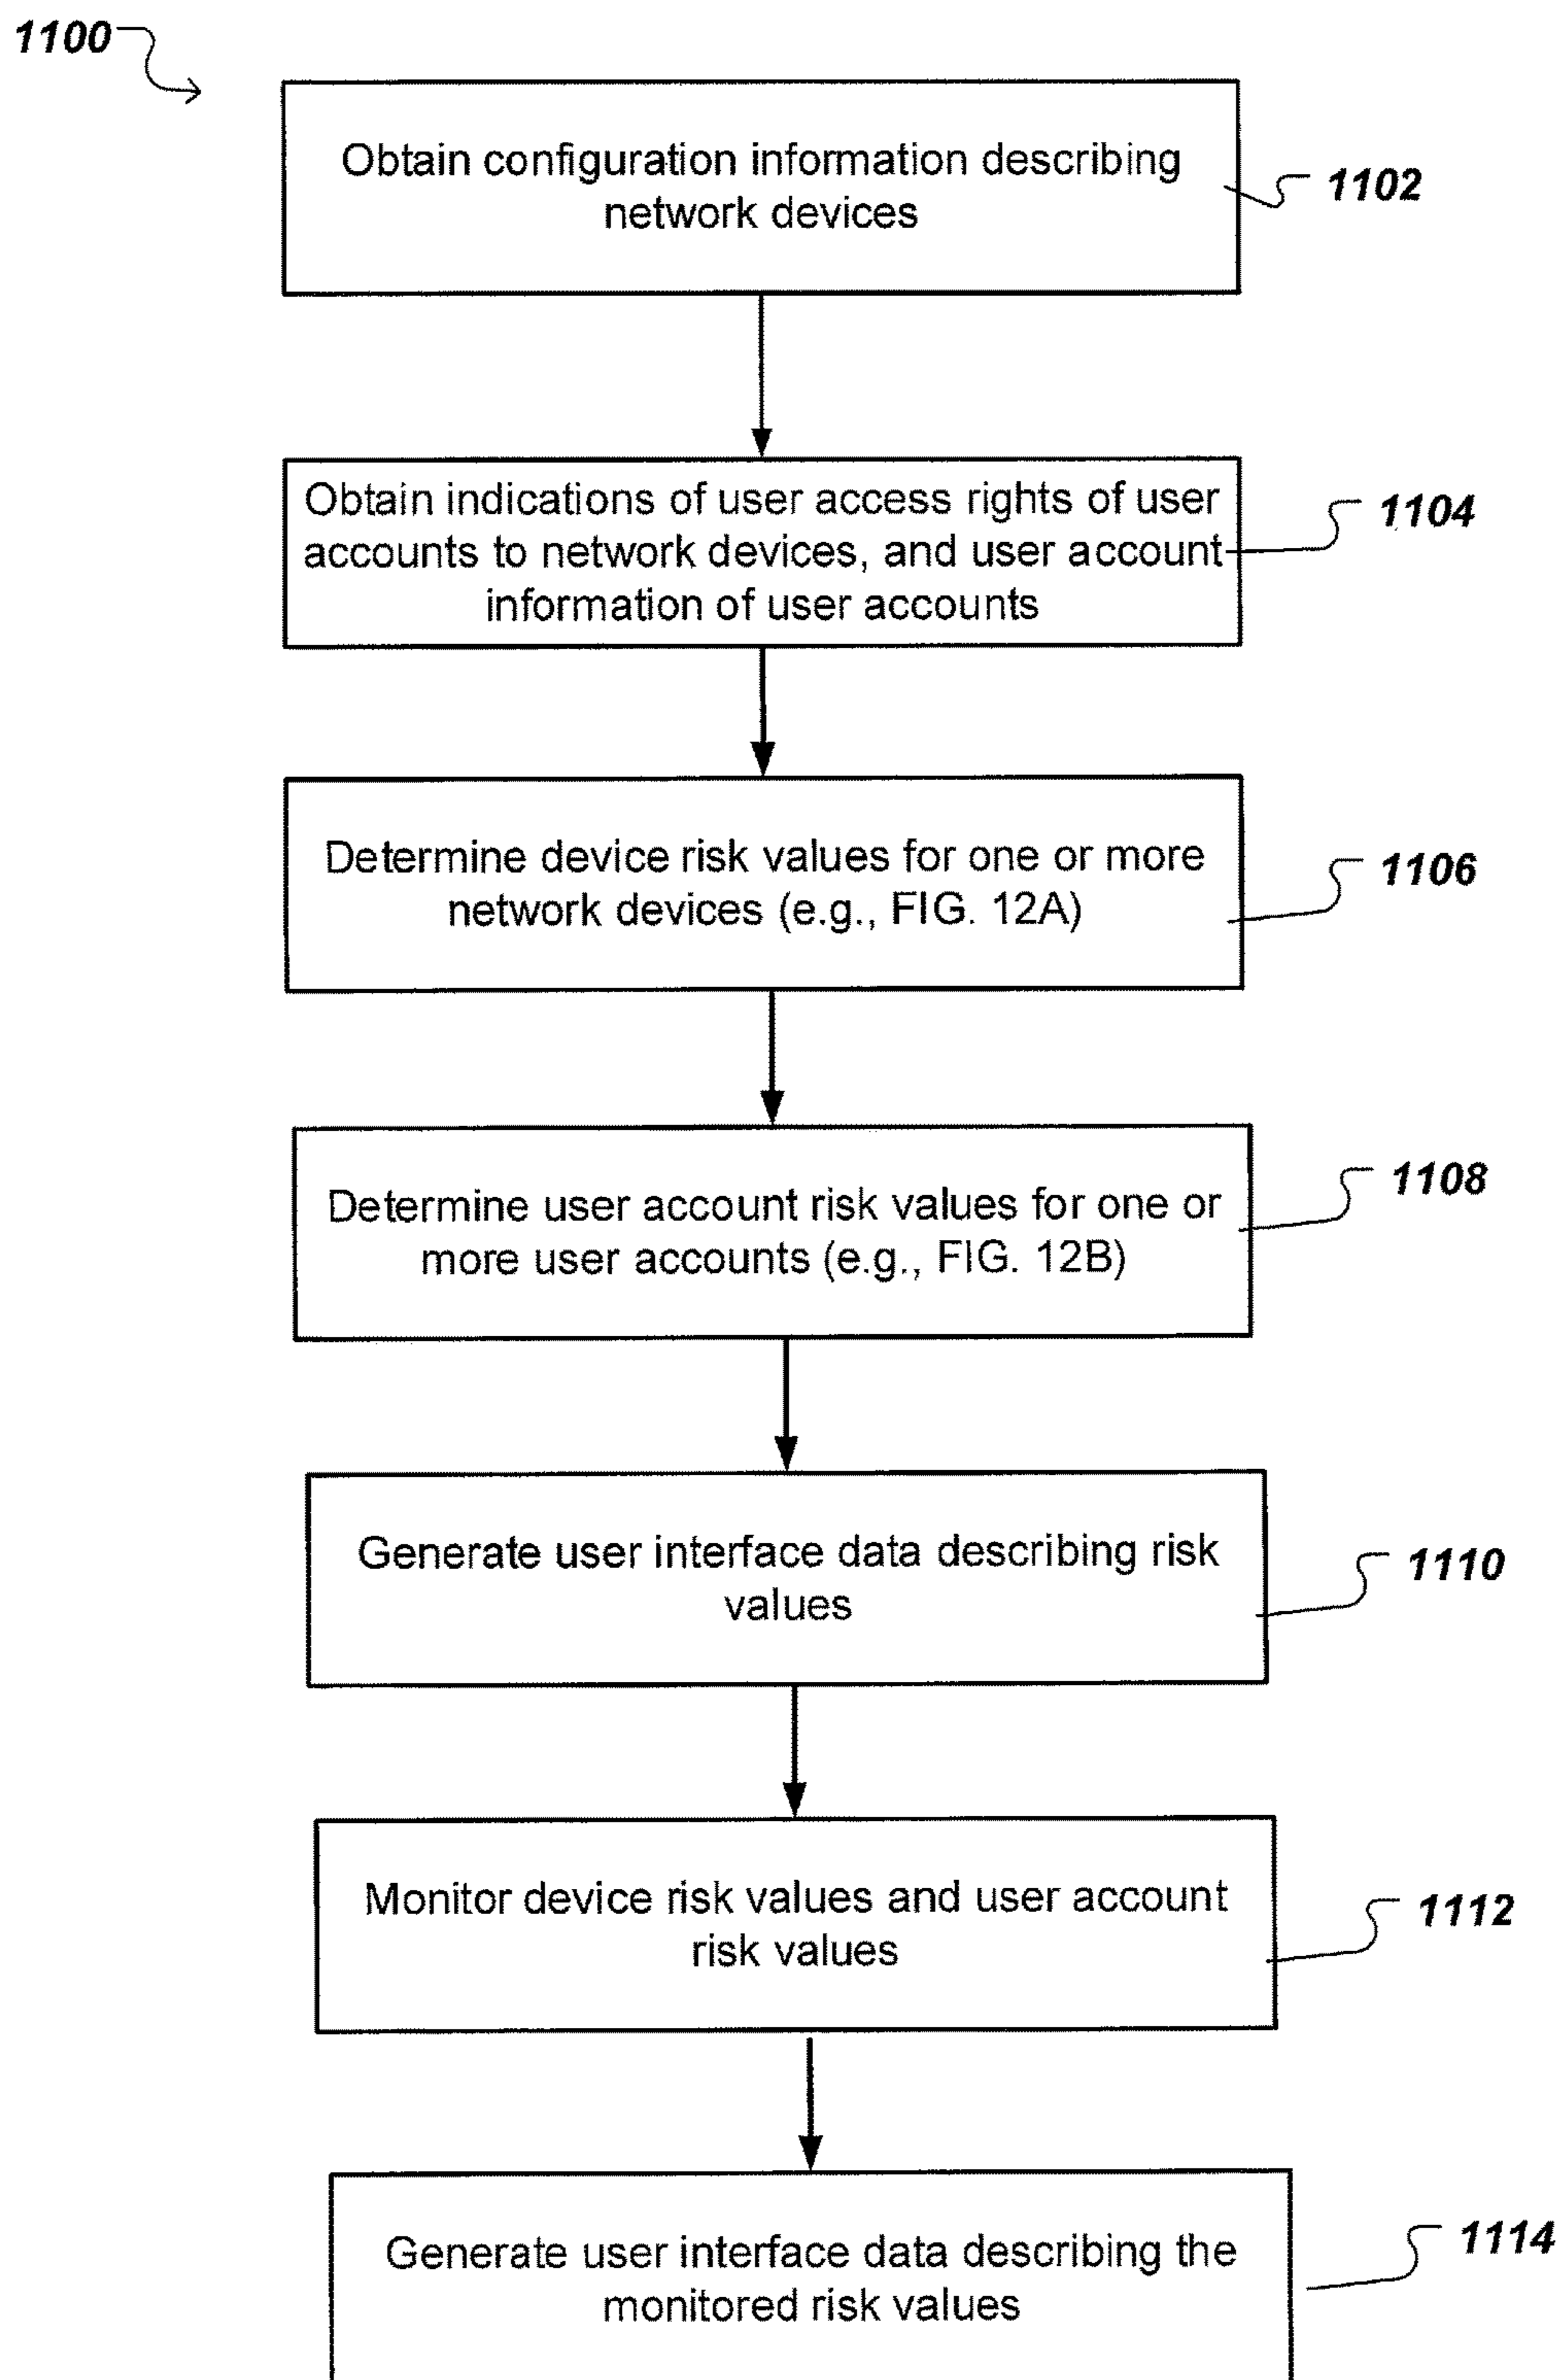 1100
Obtain configuration information describing
network devices
1102
Obtain indications of user access rights of user
accounts to network devices, and user account
information of user accounts
1104
Determine device risk values for one or more
network devices (e.g., FIG. 12A)
1106
Determine user account risk values for one or
more user accounts (e.g., FIG. 12B)
1108
Generate user interface data describing risk
values
1110
Monitor device risk values and user account
risk values
1112
Generate user interface data describing the
monitored risk values
1114